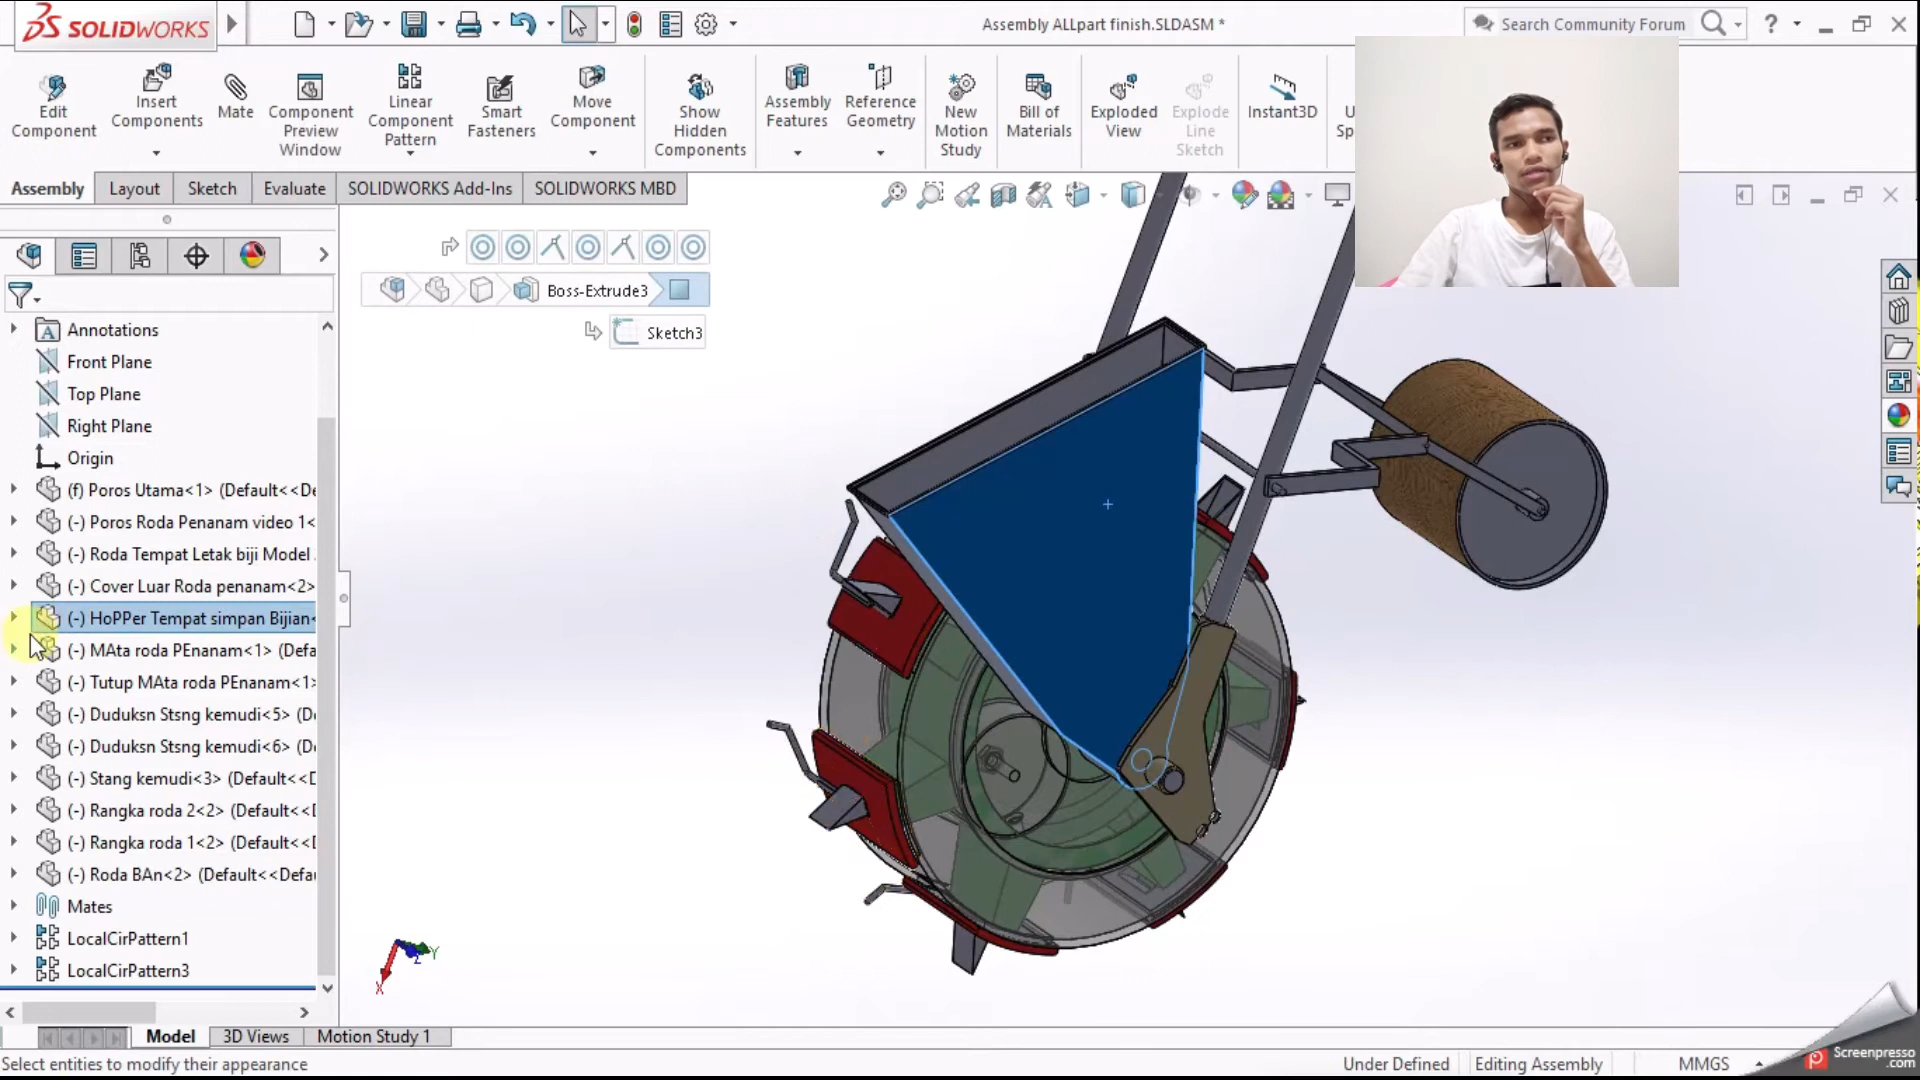 SOLIDWORKS
Assembly ALLpart finish.SLDASM *
Search Community Forum
?
Edit Component
Insert Components
Mate
Component Preview Window
Linear Component Pattern
Smart Fasteners
Move Component
Show Hidden Components
Assembly Features
Reference Geometry
New Motion Study
Bill of Materials
Exploded View
Explode Line Sketch
Instant3D
Assembly
Layout
Sketch
Evaluate
SOLIDWORKS Add-Ins
SOLIDWORKS MBD
Boss-Extrude3
Sketch3
Annotations
Front Plane
Top Plane
Right Plane
Origin
(f) Poros Utama<1> (Default<<De
(-) Poros Roda Penanam video 1<
(-) Roda Tempat Letak biji Model
(-) Cover Luar Roda penanam<2>
(-) HoPPer Tempat simpan Bijian<
(-) MAta roda PEnanam<1> (Defa
(-) Tutup MAta roda PEnanam<1>
(-) Duduksn Stsng kemudi<5> (D
(-) Duduksn Stsng kemudi<6> (D
(-) Stang kemudi<3> (Default<<D
(-) Rangka roda 2<2> (Default<<D
(-) Rangka roda 1<2> (Default<<D
(-) Roda BAn<2> (Default<<Defa
Mates
LocalCirPattern1
LocalCirPattern3
Y
Z
X
Model
3D Views
Motion Study 1
Select entities to modify their appearance
Under Defined
Editing Assembly
MMGS
Screenpresso
.com